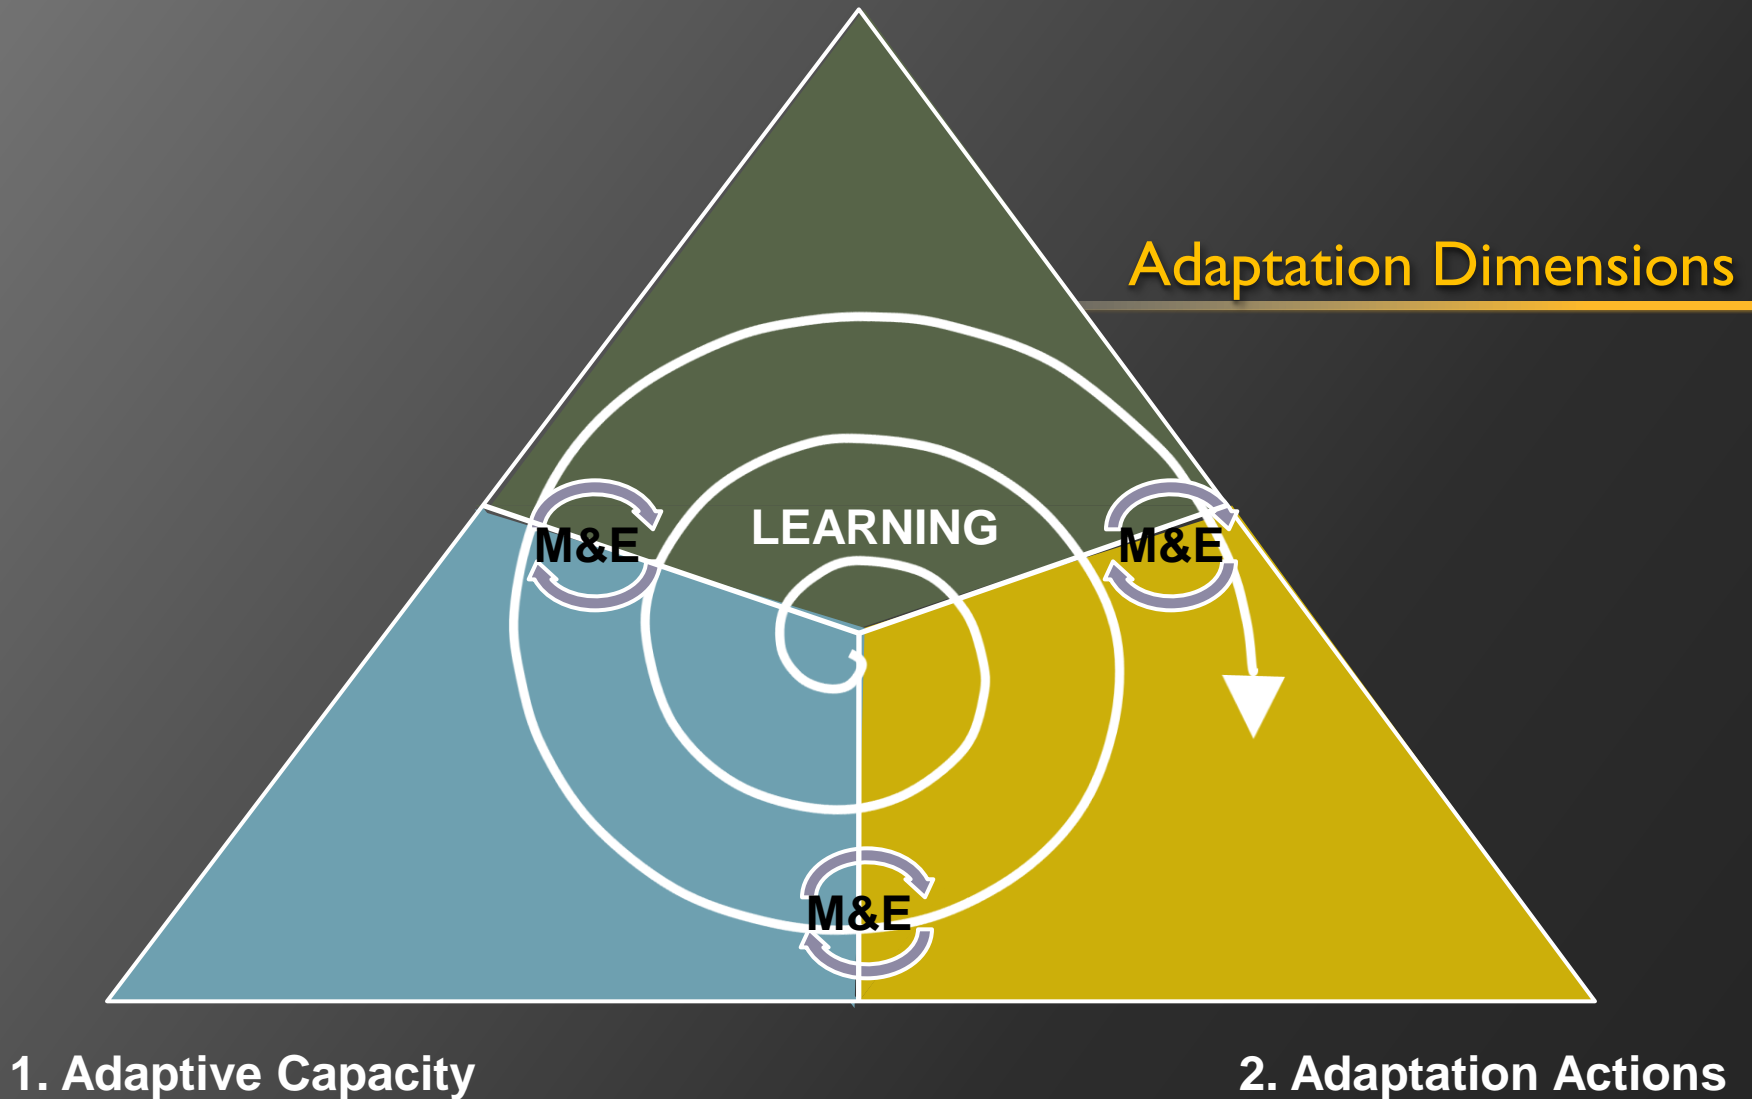 Adaptation Dimensions
LEARNING
M&E
M&E
M&E
1. Adaptive Capacity
2. Adaptation Actions